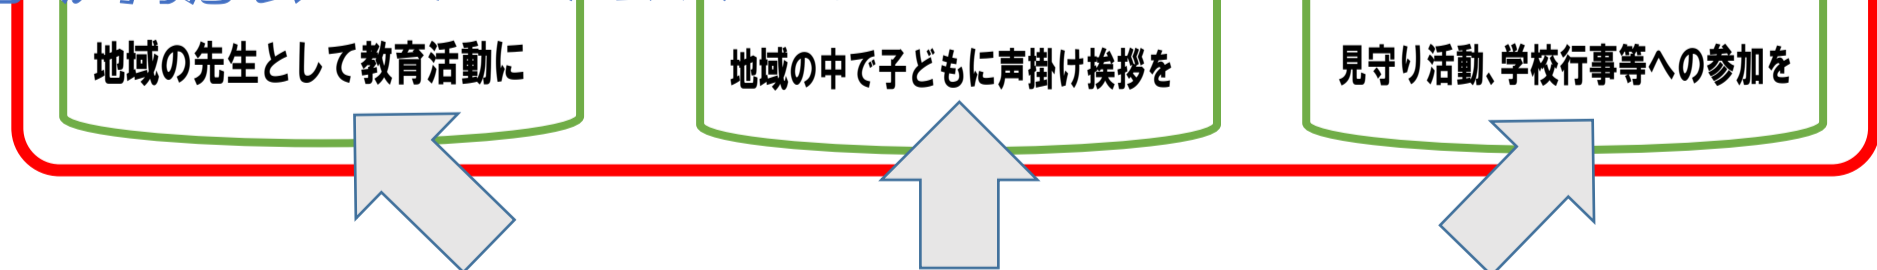 地域の先生として教育活動に
地域の中で子どもに声掛け挨拶を
見守り活動、学校行事等への参加を